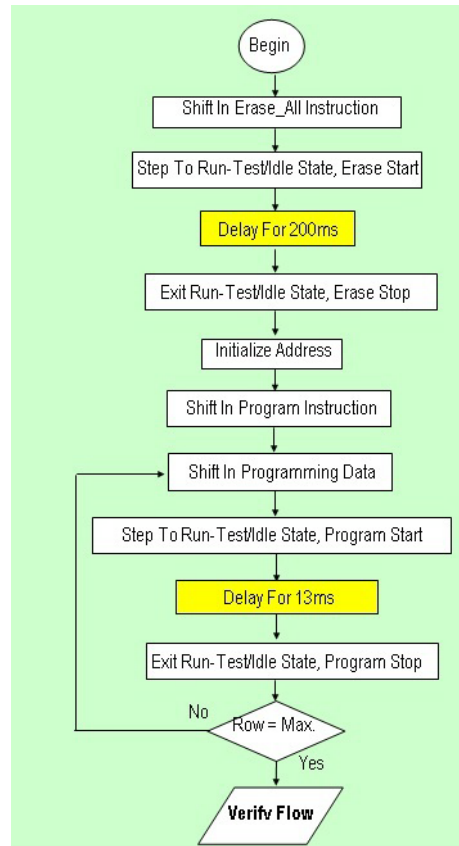 Begin
Shift In Erase_All Instruction
Step To Run-Test/Idle State, Erase Start
Delay For 200ms
Exit Run-Test/Idle State, Erase Stop
Initialize Address
Shift In Program Instruction
Shift In Programming Data
Step To Run-Test/Idle State, Program Start
Delay For 13ms
Exit Run-Test/Idle State, Program Stop
No
Row = Max.
Yes
Verify Flow